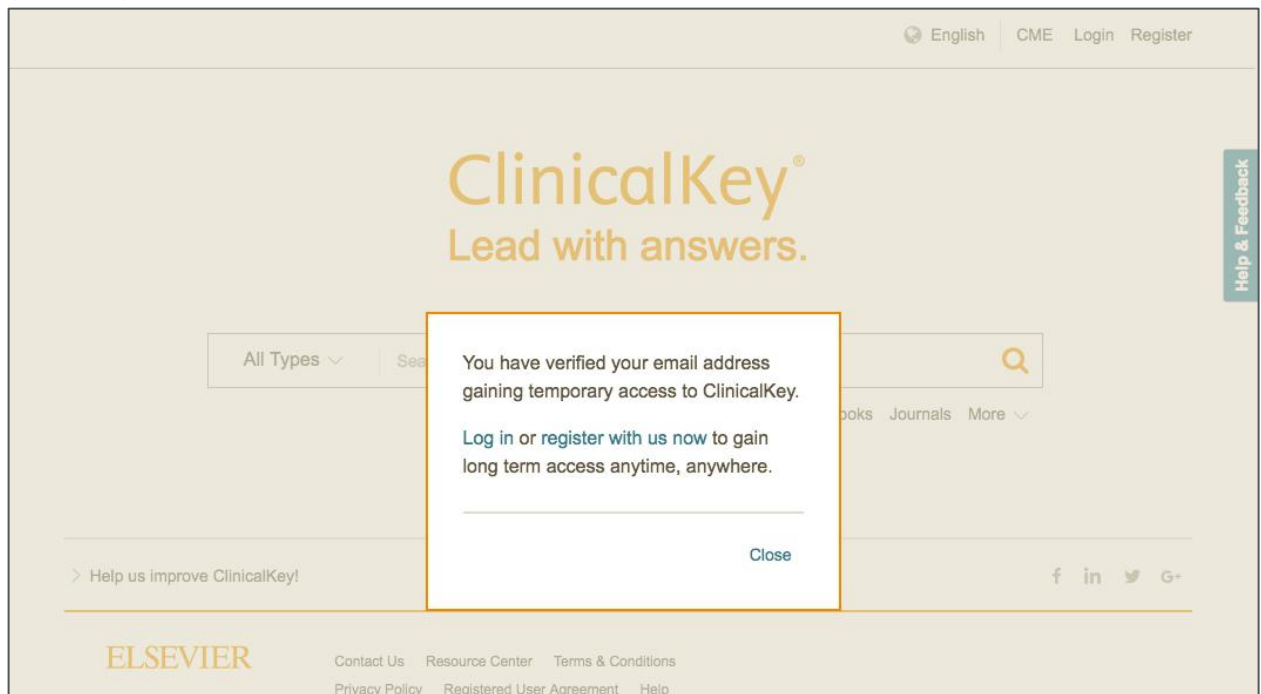 English CME Login Register
ClinicalKey®
Lead with answers.
Help & Feedback
All Types
You have verified your email address
gaining temporary access to ClinicalKey.
Journals More
Log in or register with us now to gain
long term access anytime, anywhere.
Close
Help us improve ClinicalKey!
f in G+
ELSEVIER
Contact Us Resource Center Terms & Conditions
Privacy Policy Registered User Agreement Help